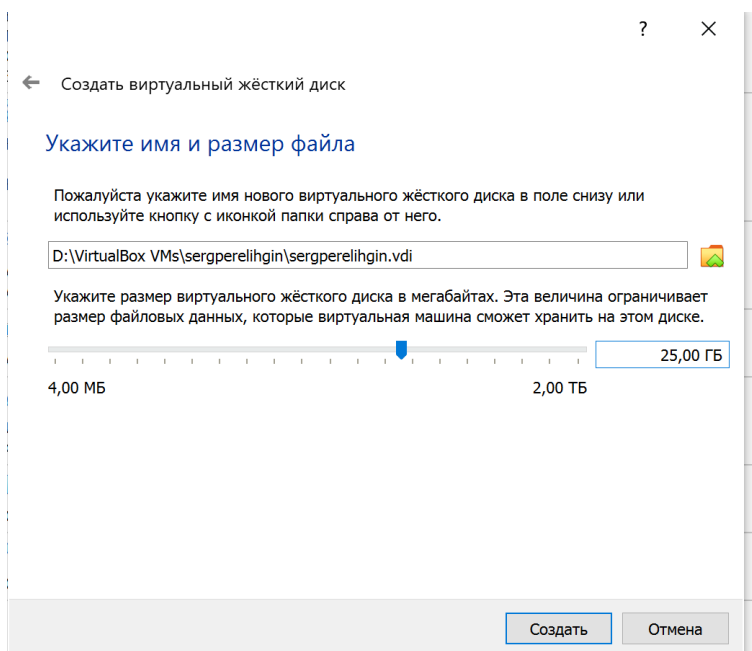 ?
Создать виртуальный жёсткий диск
Укажите имя и размер файла
Пожалуйста укажите имя нового виртуального жёсткого диска в поле снизу или
используйте кнопку с иконкой папки справа от него.
D:\VirtualBox VMs\sergperelihgin\sergperelihgin.vdi
Укажите размер виртуального жёсткого диска в мегабайтах. Эта величина ограничивает
размер файловых данных, которые виртуальная машина сможет хранить на этом диске.
25,00 ГБ
4,00 МБ 2,00 ТБ
Создать Отмена